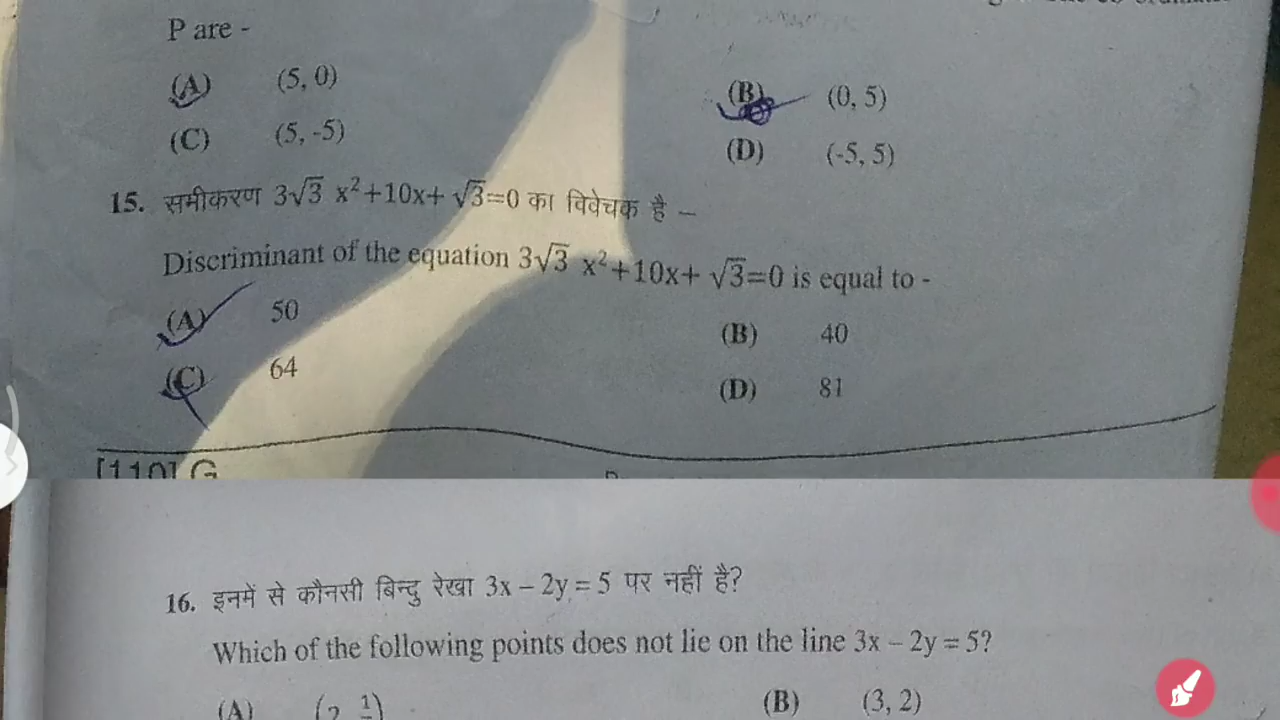 P are -
(A) (5, 0) (B) (0, 5)
(C) (5, -5) (D) (-5, 5)
15. समीकरण 3√3 x²+10x+ √3=0 का विवेचक है –
Discriminant of the equation 3√3 x²+10x+ √3=0 is equal to -
(A) 50 (B) 40
(C) 64 (D) 81
[110] G
16. इनमें से कौनसी बिन्दु रेखा 3x – 2y = 5 पर नहीं है?
Which of the following points does not lie on the line 3x – 2y = 5?
(A) (B) (3, 2)